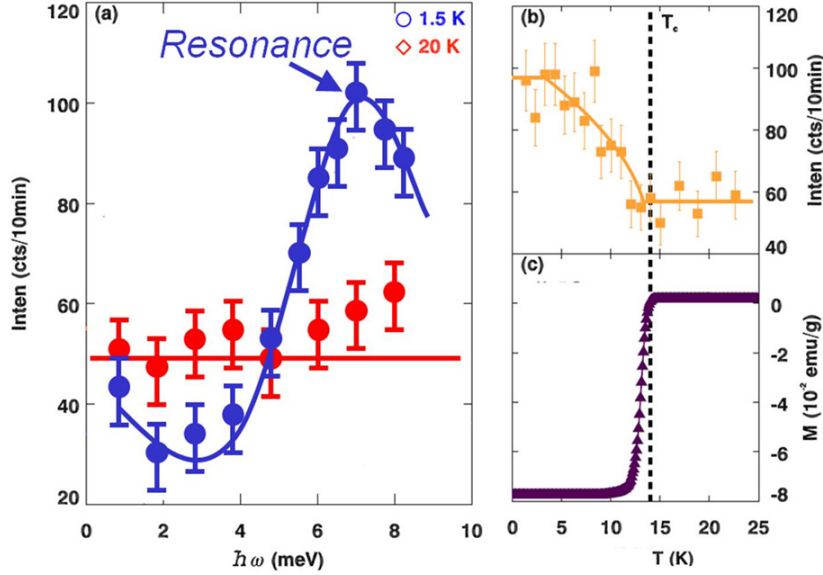 (a)
Resonance
1.5 K
20 K
Inten (cts/10min)
120
100
80
60
40
20
0 2 4 6 8 10
ħω (meV)
(b)
T_c
Inten (cts/10min)
120
100
80
60
40
(c)
M (10⁻² emu/g)
0
-2
-4
-6
-8
0 5 10 15 20 25
T (K)